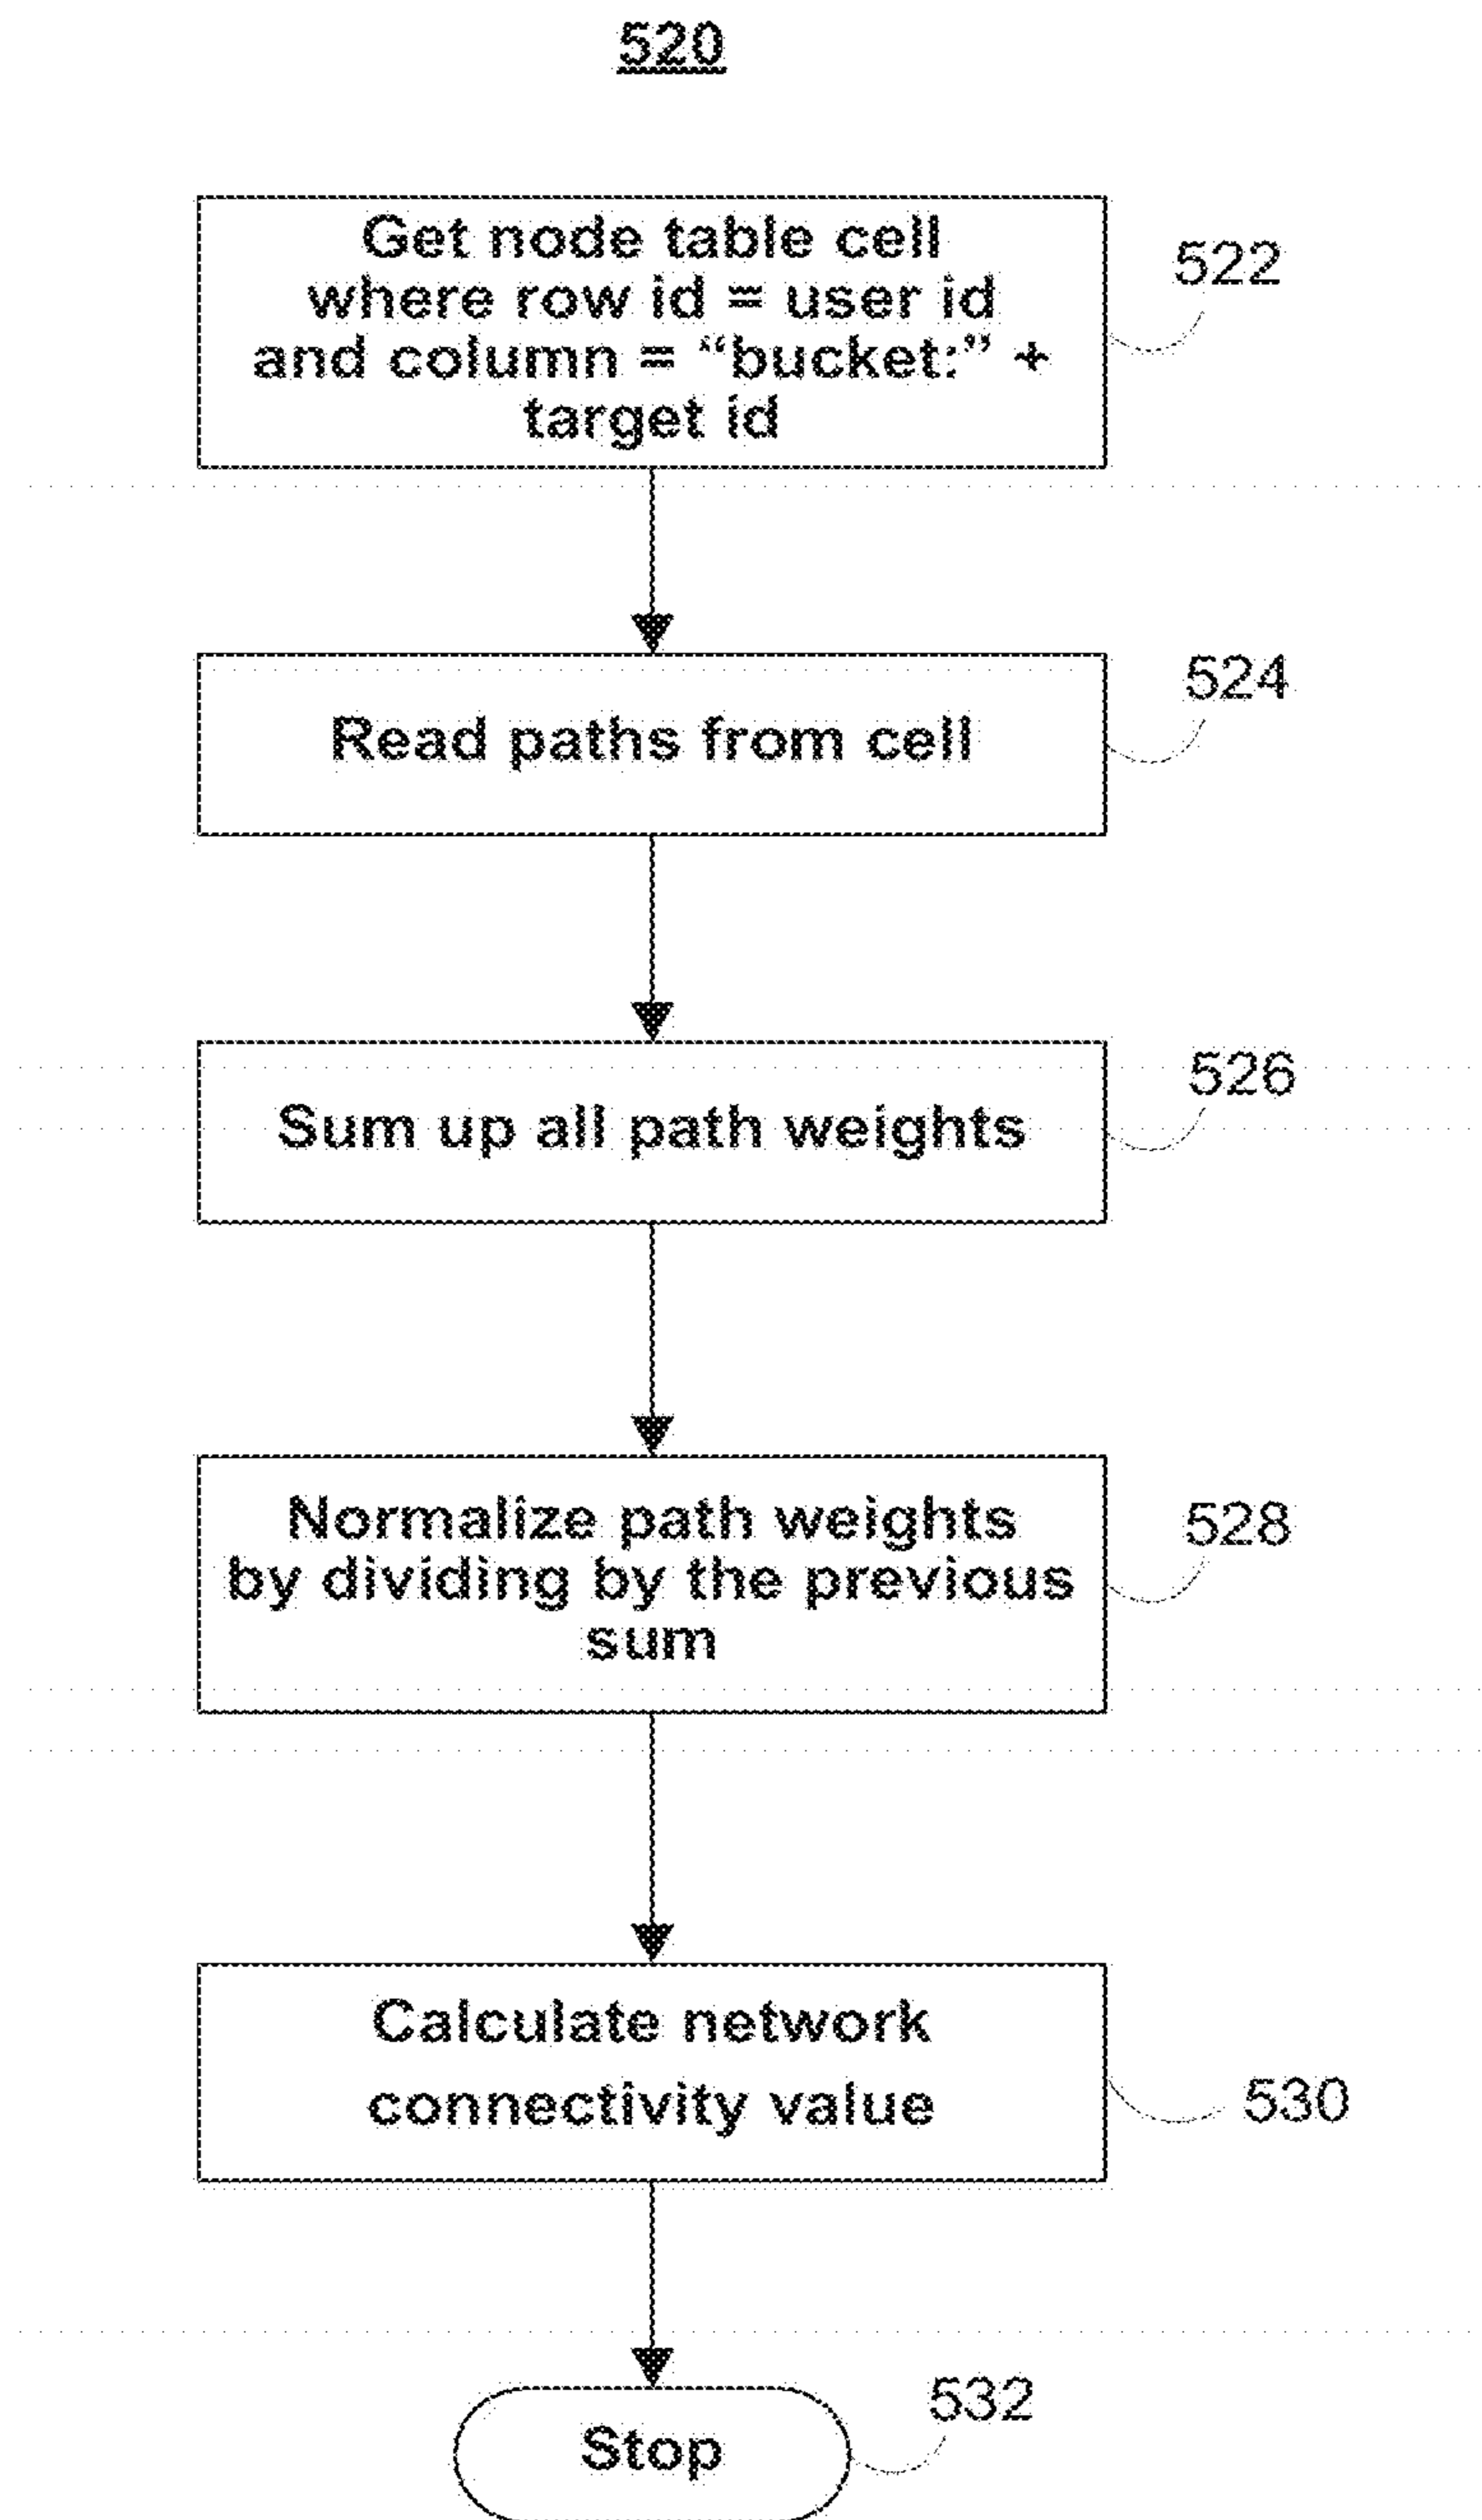 520
Get node table cell
where row id = user id
and column = “bucket:” +
target id
522
Read paths from cell
524
Sum up all path weights
526
Normalize path weights
by dividing by the previous
sum
528
Calculate network
connectivity value
530
Stop
532